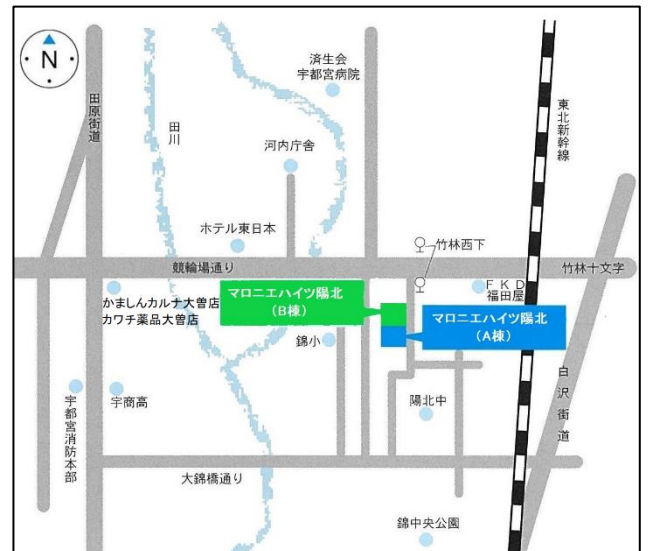 N
済生会
宇都宮病院
田原街道
東北新幹線
田川
河内庁舎
ホテル東日本
竹林西下
競輪場通り
竹林十文字
かましんカルナ大曽店
カワチ薬品大曽店
マロニエハイツ陽北
(B棟)
FKD
福田屋
マロニエハイツ陽北
(A棟)
錦小
白沢街道
宇都宮消防本部
宇商高
陽北中
大錦橋通り
錦中央公園